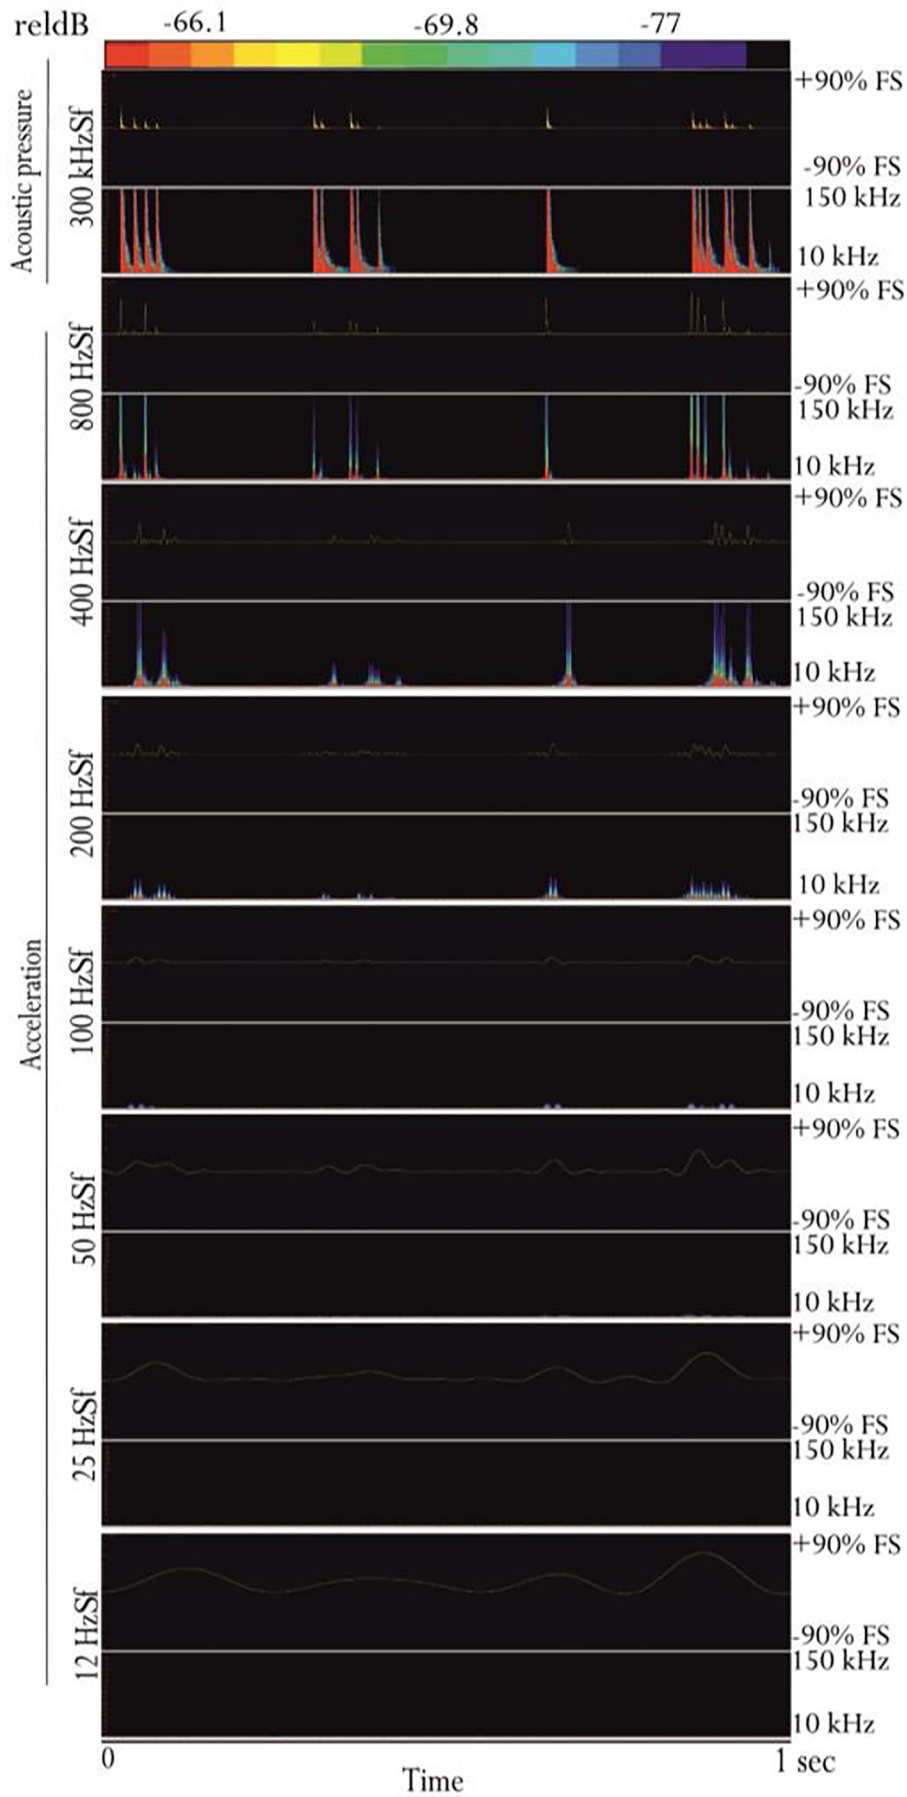 reldB -66.1 -69.8 -77
Acoustic pressure
300 kHzSf
+90% FS
-90% FS
150 kHz
10 kHz
Acceleration
800 HzSf
+90% FS
-90% FS
150 kHz
10 kHz
400 HzSf
+90% FS
-90% FS
150 kHz
10 kHz
200 HzSf
+90% FS
-90% FS
150 kHz
10 kHz
100 HzSf
+90% FS
-90% FS
150 kHz
10 kHz
50 HzSf
+90% FS
-90% FS
150 kHz
10 kHz
25 HzSf
+90% FS
-90% FS
150 kHz
10 kHz
12 HzSf
+90% FS
-90% FS
150 kHz
10 kHz
0 1 sec
Time